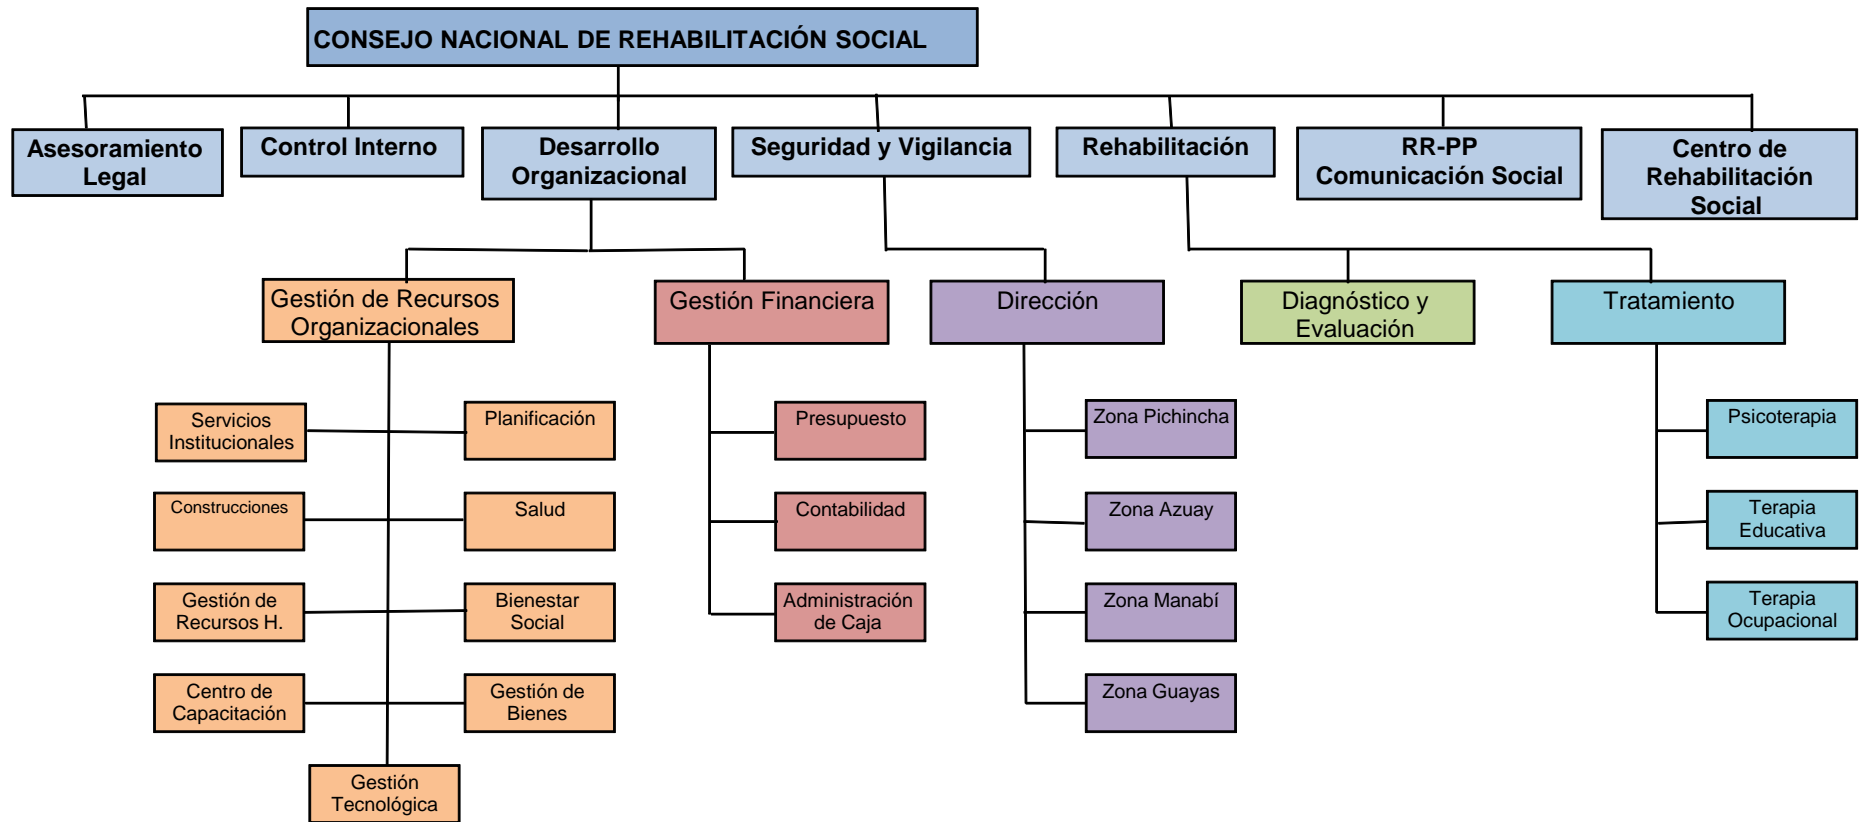 CONSEJO NACIONAL DE REHABILITACIÓN SOCIAL
Asesoramiento
Legal
Control Interno
Desarrollo
Organizacional
Seguridad y Vigilancia
Rehabilitación
RR-PP
Comunicación Social
Centro de
Rehabilitación
Social
Gestión de Recursos
Organizacionales
Gestión Financiera
Dirección
Diagnóstico y
Evaluación
Tratamiento
Servicios
Institucionales
Planificación
Presupuesto
Zona Pichincha
Psicoterapia
Construcciones
Salud
Contabilidad
Zona Azuay
Terapia
Educativa
Gestión de
Recursos H.
Bienestar
Social
Administración
de Caja
Zona Manabí
Terapia
Ocupacional
Centro de
Capacitación
Gestión de
Bienes
Zona Guayas
Gestión
Tecnológica